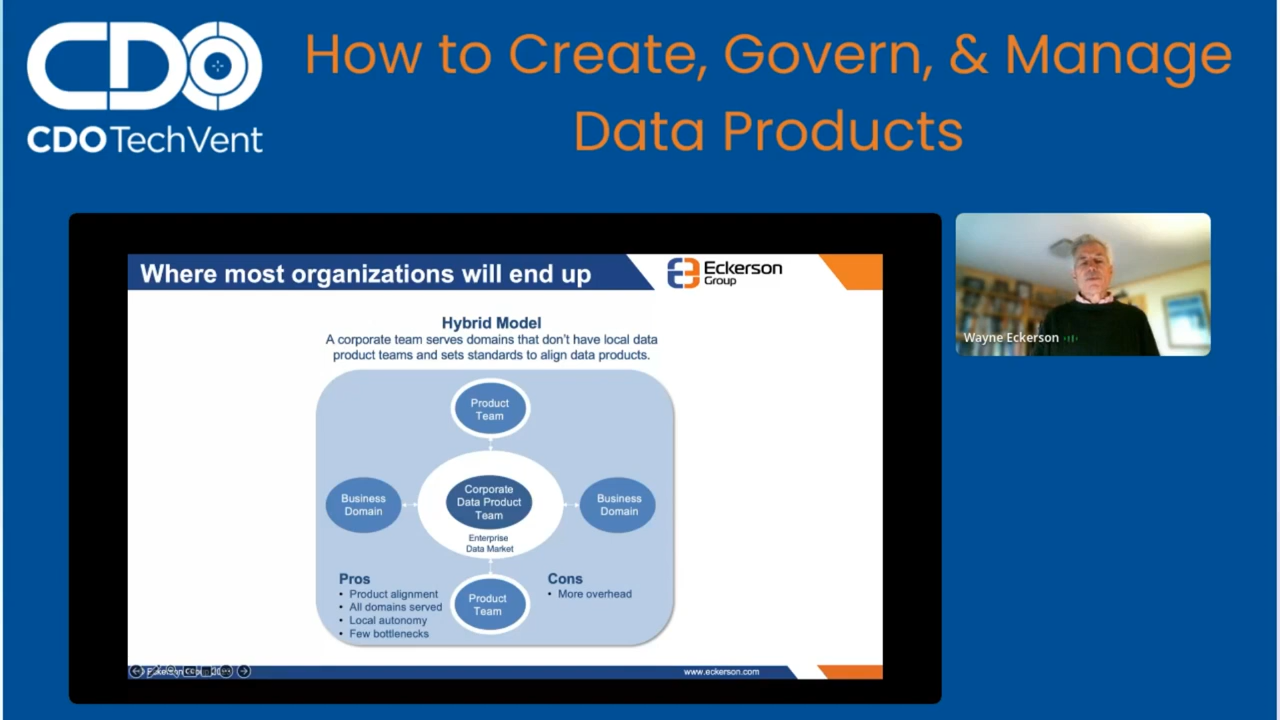 CDO
CDO TechVent
How to Create, Govern, & Manage
Data Products
Where most organizations will end up
Eckerson
Group
Hybrid Model
A corporate team serves domains that don't have local data
product teams and sets standards to align data products.
Product
Team
Business
Domain
Corporate
Data Product
Team
Enterprise
Data Market
Business
Domain
Product
Team
Pros
• Product alignment
• All domains served
• Local autonomy
• Few bottlenecks
Cons
• More overhead
www.eckerson.com
Wayne Eckerson